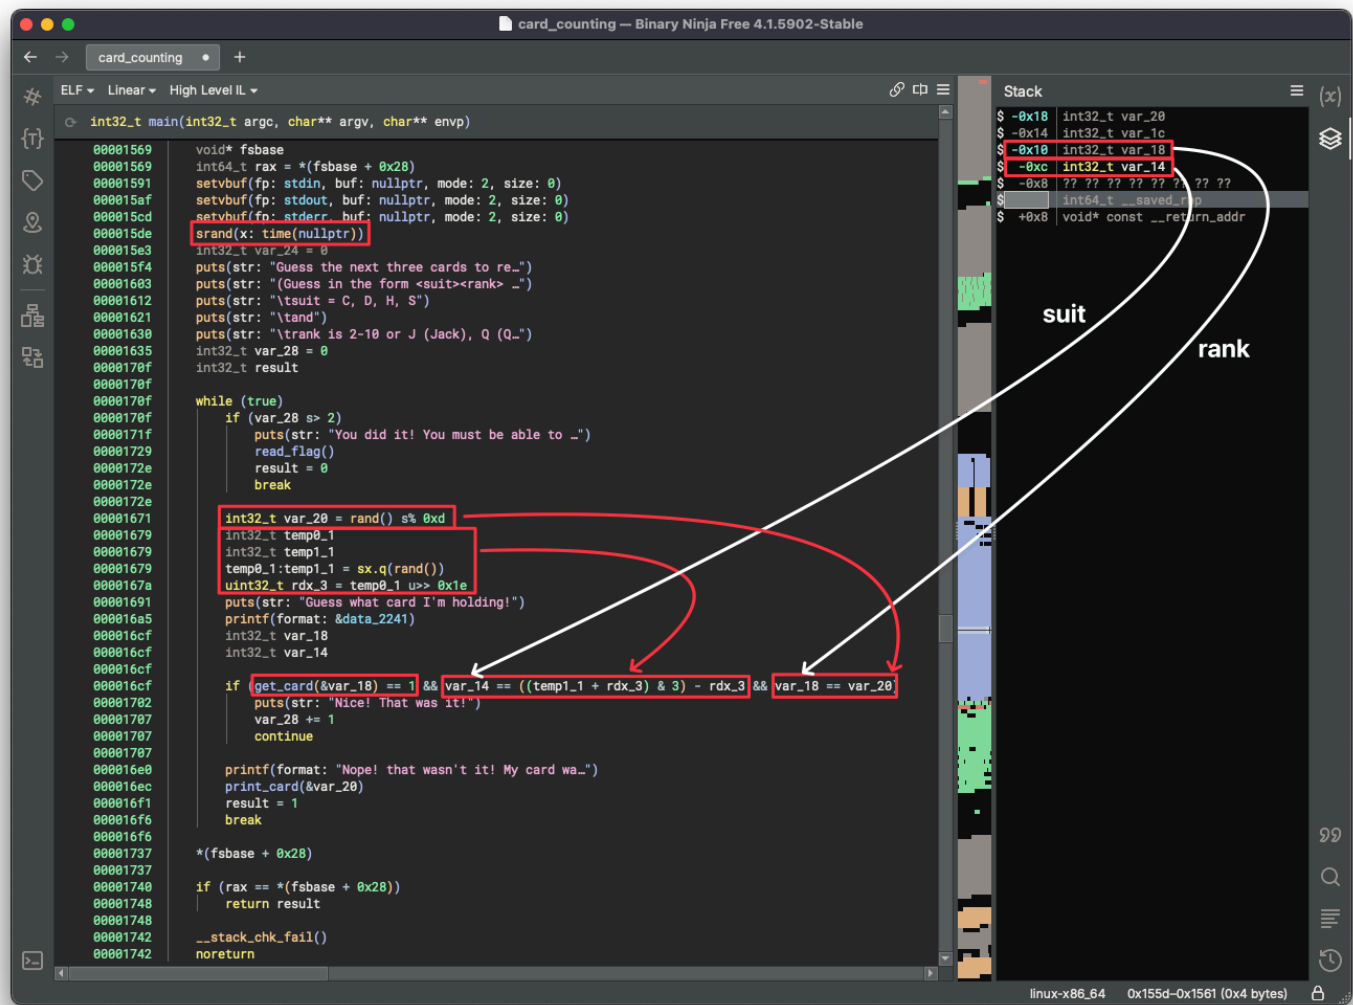 card_counting — Binary Ninja Free 4.1.5902-Stable
card_counting
ELF Linear High Level IL
int32_t main(int32_t argc, char** argv, char** envp)
00001569 void* fsbase
00001569 int64_t rax = *(fsbase + 0x28)
00001591 setvbuf(fp: stdin, buf: nullptr, mode: 2, size: 0)
000015af setvbuf(fp: stdout, buf: nullptr, mode: 2, size: 0)
000015cd setvbuf(fp: stderr, buf: nullptr, mode: 2, size: 0)
000015de srand(x: time(nullptr))
000015e3 int32_t var_24 = 0
000015f4 puts(str: "Guess the next three cards to re…")
00001603 puts(str: "(Guess in the form <suit><rank> …")
00001612 puts(str: "\tsuit = C, D, H, S")
00001621 puts(str: "\tand")
00001630 puts(str: "\trank is 2-10 or J (Jack), Q (Q…")
00001635 int32_t var_28 = 0
0000170f int32_t result
0000170f
0000170f while (true)
0000170f if (var_28 s> 2)
0000171f puts(str: "You did it! You must be able to …")
00001729 read_flag()
0000172e result = 0
0000172e break
0000172e
00001671 int32_t var_20 = rand() s% 0xd
00001679 int32_t temp0_1
00001679 int32_t temp1_1
00001679 temp0_1:temp1_1 = sx.q(rand())
0000167a uint32_t rdx_3 = temp0_1 u>> 0x1e
00001691 puts(str: "Guess what card I'm holding!")
000016a5 printf(format: &data_2241)
000016cf int32_t var_18
000016cf int32_t var_14
000016cf
000016cf if (get_card(&var_18) == 1 && var_14 == ((temp1_1 + rdx_3) & 3) - rdx_3 && var_18 == var_20)
00001702 puts(str: "Nice! That was it!")
00001707 var_28 += 1
00001707 continue
00001707
000016e0 printf(format: "Nope! that wasn't it! My card wa…")
000016ec print_card(&var_20)
000016f1 result = 1
000016f6 break
000016f6
00001737 *(fsbase + 0x28)
00001737
00001740 if (rax == *(fsbase + 0x28))
00001748 return result
00001748
00001742 __stack_chk_fail()
00001742 noreturn
Stack
$ -0x18 int32_t var_20
$ -0x14 int32_t var_1c
$ -0x10 int32_t var_18
$ -0xc int32_t var_14
$ -0x8 ?? ?? ?? ?? ?? ?? ?? ??
$ int64_t __saved_rbp
$ +0x8 void* const __return_addr
suit
rank
linux-x86_64 0x155d–0x1561 (0x4 bytes)